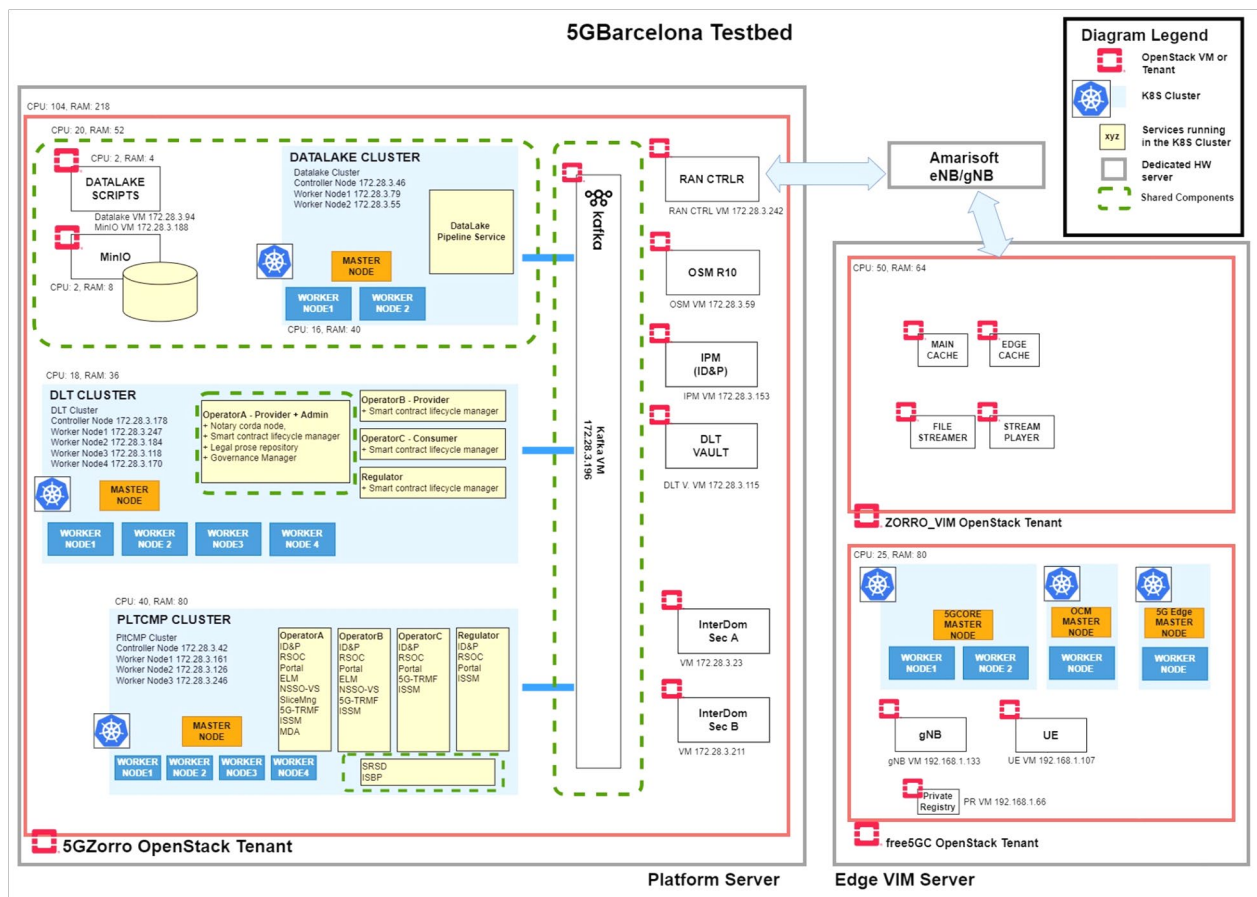 5GBarcelona Testbed
Diagram Legend
OpenStack VM or
Tenant
K8S Cluster
xyz
Services running
in the K8S Cluster
Dedicated HW
server
Shared Components
CPU: 104, RAM: 218
CPU: 20, RAM: 52
CPU: 2, RAM: 4
DATALAKE
SCRIPTS
Datalake VM 172.28.3.94
MinIO VM 172.28.3.188
MinIO
CPU: 2, RAM: 8
DATALAKE CLUSTER
Datalake Cluster
Controller Node 172.28.3.46
Worker Node1 172.28.3.79
Worker Node2 172.28.3.55
DataLake
Pipeline Service
MASTER
NODE
WORKER
NODE1
WORKER
NODE 2
CPU: 16, RAM: 40
kafka
Kafka VM
172.28.3.196
RAN CTRLR
RAN CTRL VM 172.28.3.242
OSM R10
OSM VM 172.28.3.59
IPM
(ID&P)
IPM VM 172.28.3.153
DLT
VAULT
DLT V. VM 172.28.3.115
InterDom
Sec A
VM 172.28.3.23
InterDom
Sec B
VM 172.28.3.211
CPU: 18, RAM: 36
DLT CLUSTER
DLT Cluster
Controller Node 172.28.3.178
Worker Node1 172.28.3.247
Worker Node2 172.28.3.184
Worker Node3 172.28.3.118
Worker Node4 172.28.3.170
OperatorA - Provider + Admin
+ Notary corda node,
+ Smart contract lifecycle manager
+ Legal prose repository
+ Governance Manager
OperatorB - Provider
+ Smart contract lifecycle manager
OperatorC - Consumer
+ Smart contract lifecycle manager
Regulator
+ Smart contract lifecycle manager
MASTER
NODE
WORKER
NODE1
WORKER
NODE 2
WORKER
NODE3
WORKER
NODE 4
CPU: 40, RAM: 80
PLTCMP CLUSTER
PltCMP Cluster
Controller Node 172.28.3.42
Worker Node1 172.28.3.161
Worker Node2 172.28.3.126
Worker Node3 172.28.3.246
OperatorA
ID&P
RSOC
Portal
ELM
NSSO-VS
SliceMng
5G-TRMF
ISSM
MDA
OperatorB
ID&P
RSOC
Portal
ELM
NSSO-VS
5G-TRMF
ISSM
OperatorC
ID&P
RSOC
Portal
5G-TRMF
ISSM
Regulator
ID&P
RSOC
Portal
ISSM
SRSD
ISBP
MASTER
NODE
WORKER
NODE1
WORKER
NODE 2
WORKER
NODE3
WORKER
NODE4
5GZorro OpenStack Tenant
Platform Server
Amarisoft
eNB/gNB
CPU: 50, RAM: 64
MAIN
CACHE
EDGE
CACHE
FILE
STREAMER
STREAM
PLAYER
ZORRO_VIM OpenStack Tenant
CPU: 25, RAM: 80
5GCORE
MASTER
NODE
WORKER
NODE1
WORKER
NODE 2
OCM
MASTER
NODE
WORKER
NODE
5G Edge
MASTER
NODE
WORKER
NODE
gNB
gNB VM 192.168.1.133
UE
UE VM 192.168.1.107
Private
Registry
PR VM 192.168.1.66
free5GC OpenStack Tenant
Edge VIM Server